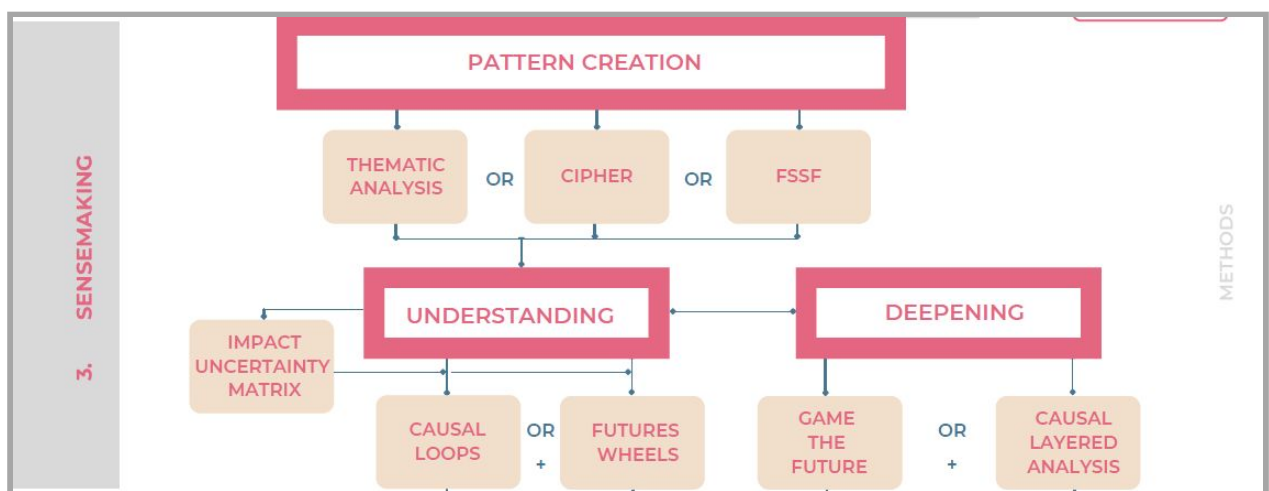 3. SENSEMAKING
METHODS
PATTERN CREATION
THEMATIC
ANALYSIS
OR
CIPHER
OR
FSSF
UNDERSTANDING
DEEPENING
IMPACT
UNCERTAINTY
MATRIX
CAUSAL
LOOPS
OR
+
FUTURES
WHEELS
GAME
THE
FUTURE
OR
+
CAUSAL
LAYERED
ANALYSIS